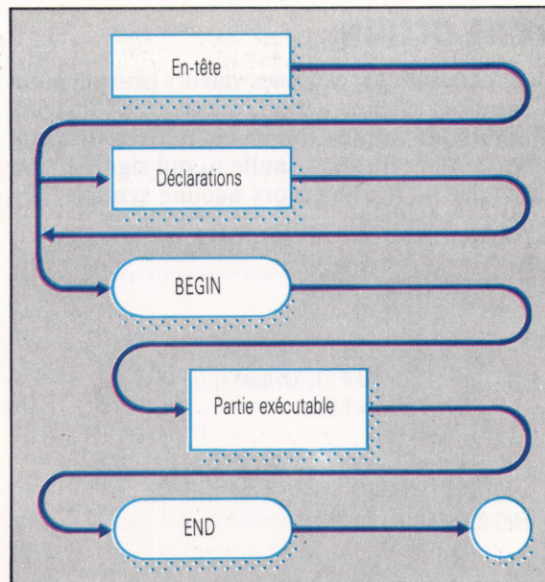 En-tête
Déclarations
BEGIN
Partie exécutable
END